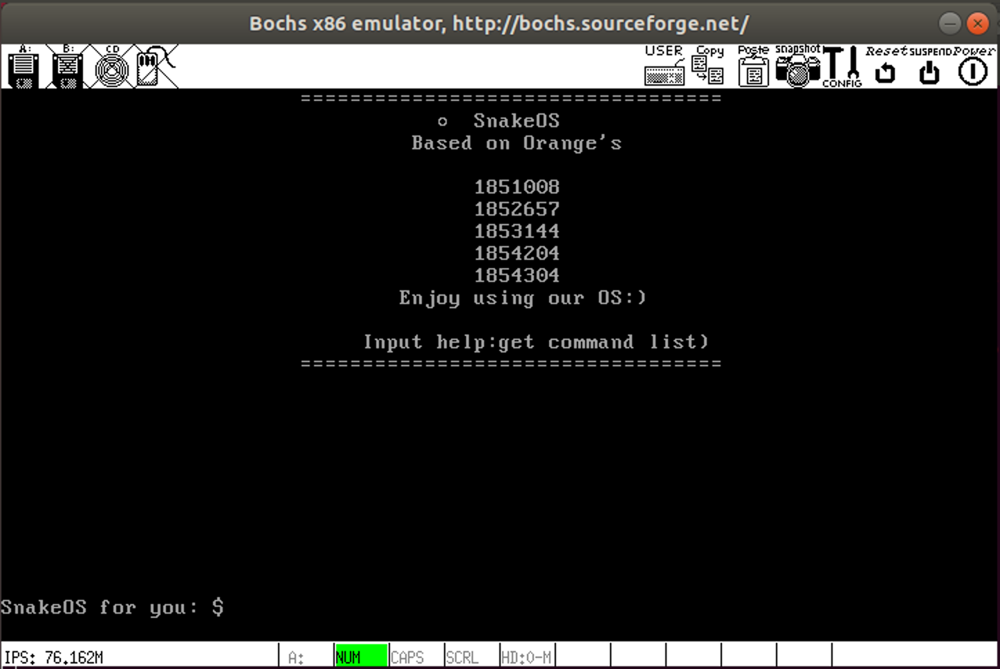 Bochs x86 emulator, http://bochs.sourceforge.net/
A: B: CD USER Copy Paste snapshot CONFIG Reset SUSPEND Power
=================================
o SnakeOS
Based on Orange's
1851008
1852657
1853144
1854204
1854304
Enjoy using our OS:)
Input help:get command list)
=================================
SnakeOS for you: $
IPS: 76.162M A: NUM CAPS SCRL HD:0-M